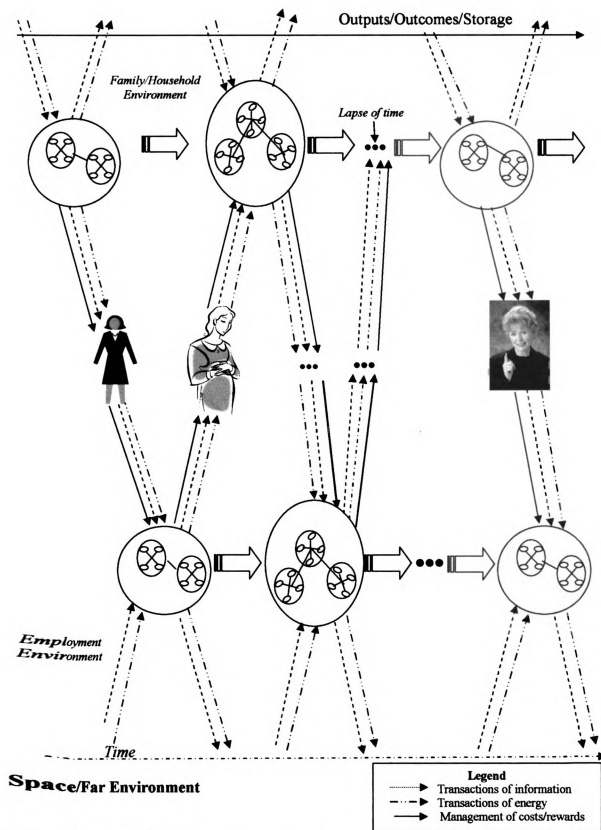 Outputs/Outcomes/Storage
Family/Household
Environment
Lapse of time
Employment
Environment
Time
Space/Far Environment
Legend
Transactions of information
Transactions of energy
Management of costs/rewards